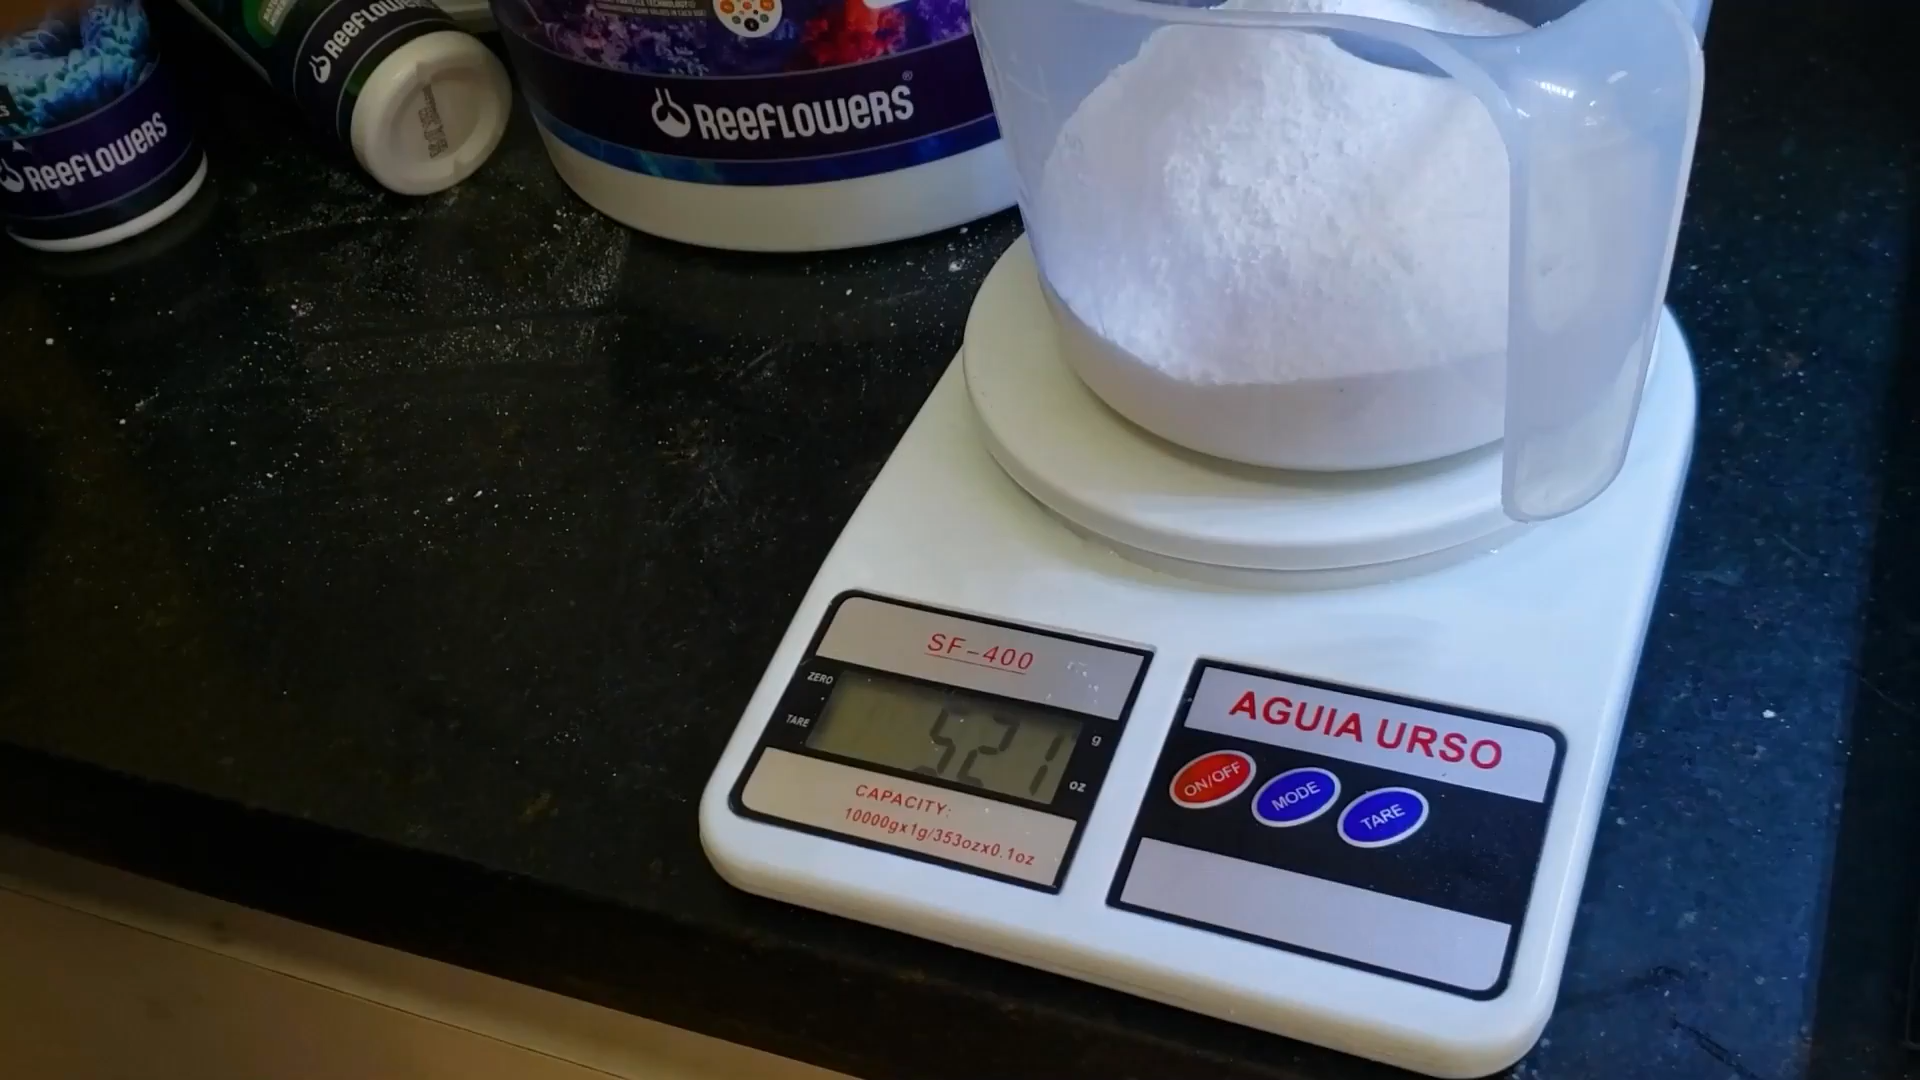 REEFLOWERS
REEFLOWERS
REEFLOWERS®
SF-400
ZERO
TARE
521
g
oz
CAPACITY:
10000gx1g/353ozx0.1oz
AGUIA URSO
ON/OFF
MODE
TARE